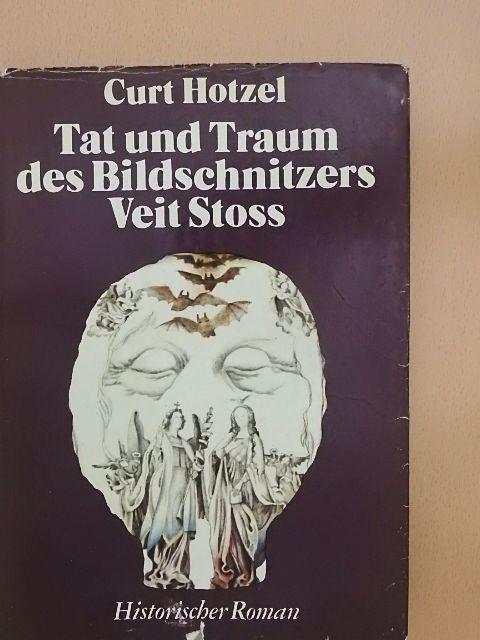 Curt Hotzel
Tat und Traum
des Bildschnitzers
Veit Stoss
Historischer Roman